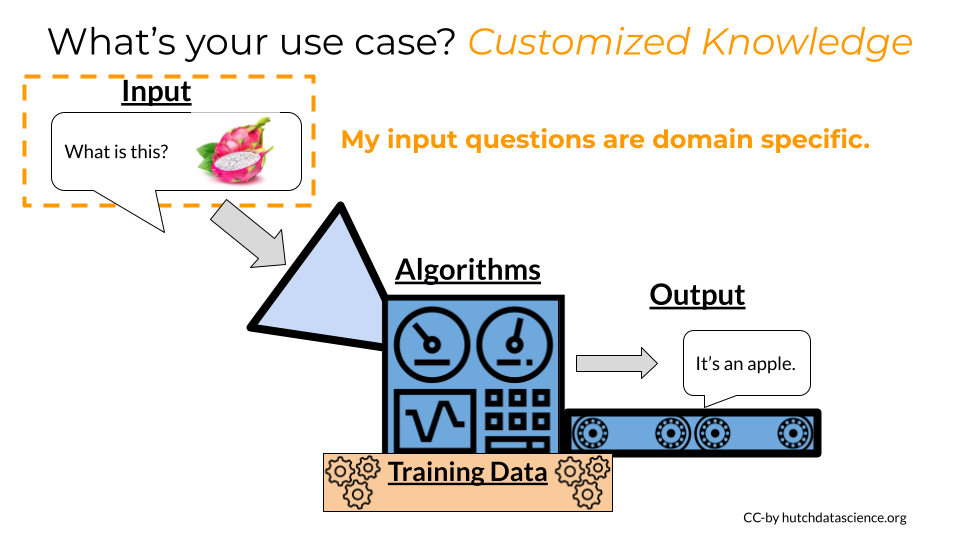 What's your use case? Customized Knowledge
Input
What is this?
My input questions are domain specific.
Algorithms
Output
It's an apple.
Training Data
CC-by hutchdatascience.org